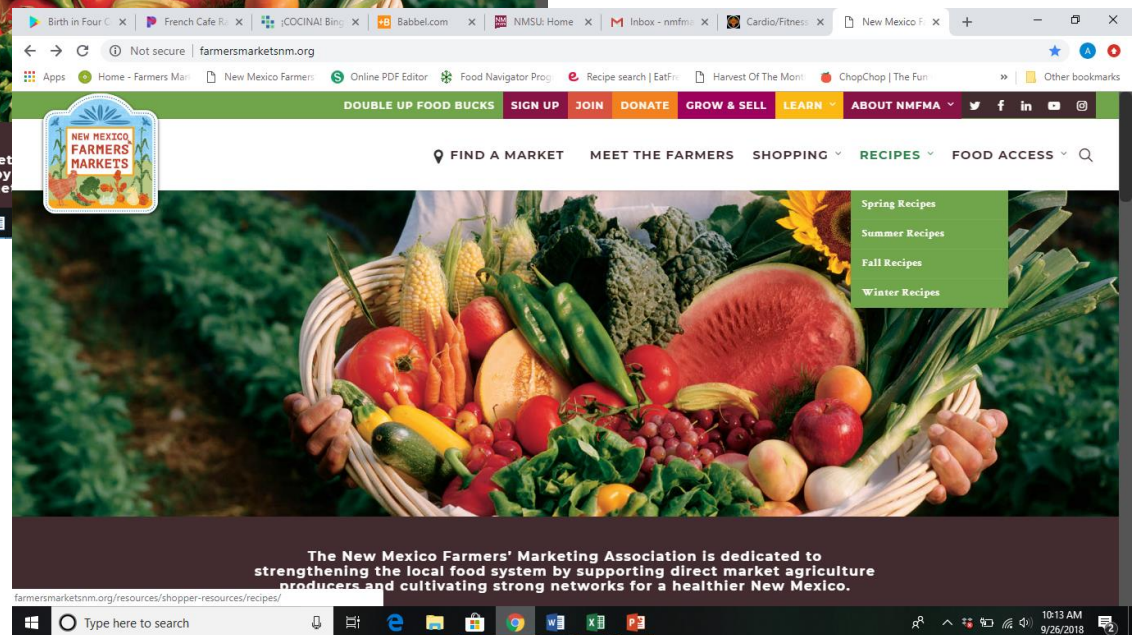 Birth in Four C
French Cafe Ra
¡COCINA! Bing
Babbel.com
NMSU: Home
Inbox - nmfma
Cardio/Fitness
New Mexico F
Not secure | farmersmarketsnm.org
Apps
Home - Farmers Mar
New Mexico Farmers
Online PDF Editor
Food Navigator Prog
Recipe search | EatFre
Harvest Of The Mont
ChopChop | The Fun
Other bookmarks
DOUBLE UP FOOD BUCKS SIGN UP JOIN DONATE GROW & SELL LEARN ABOUT NMFMA
NEW MEXICO
FARMERS
MARKETS
FIND A MARKET MEET THE FARMERS SHOPPING RECIPES FOOD ACCESS
Spring Recipes
Summer Recipes
Fall Recipes
Winter Recipes
The New Mexico Farmers' Marketing Association is dedicated to
strengthening the local food system by supporting direct market agriculture
producers and cultivating strong networks for a healthier New Mexico.
farmersmarketsnm.org/resources/shopper-resources/recipes/
Type here to search
10:13 AM
9/26/2018